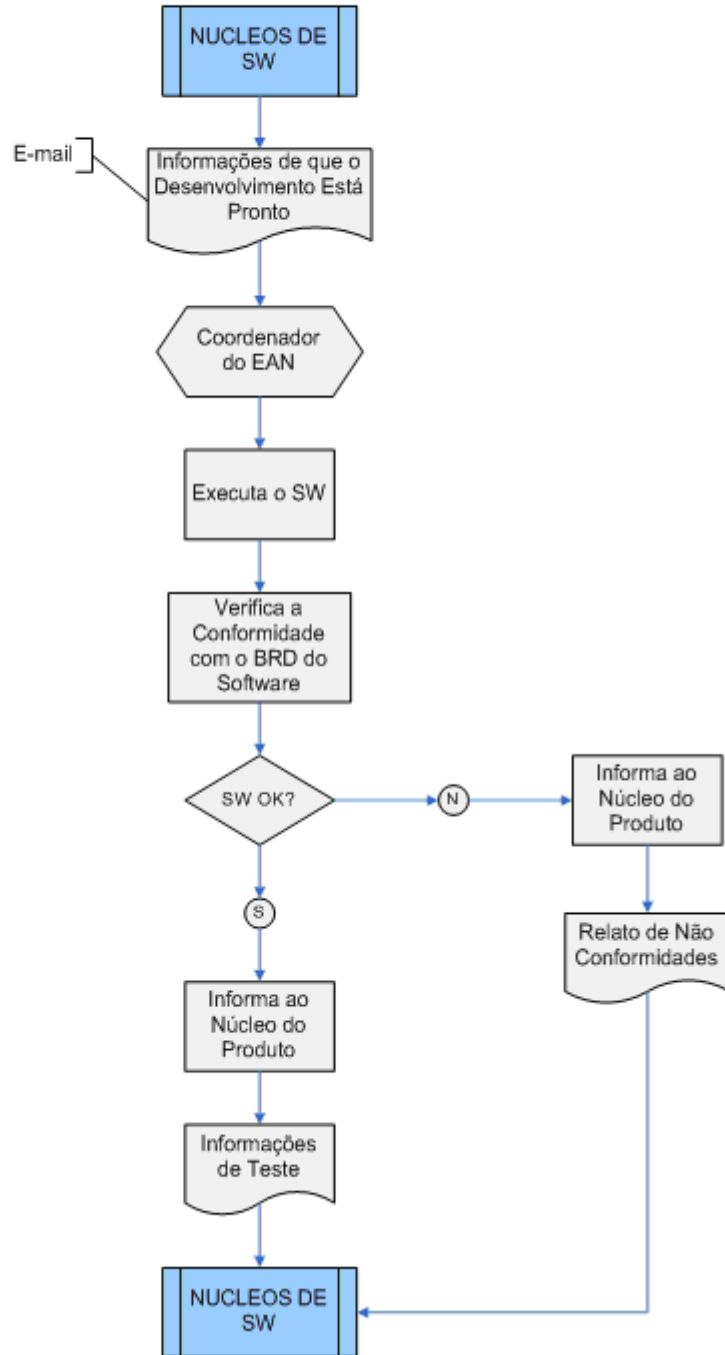 NUCLEOS DE
SW
E-mail
Informações de que o
Desenvolvimento Está
Pronto
Coordenador
do EAN
Executa o SW
Verifica a
Conformidade
com o BRD do
Software
SW OK?
N
Informa ao
Núcleo do
Produto
S
Relato de Não
Conformidades
Informa ao
Núcleo do
Produto
Informações
de Teste
NUCLEOS DE
SW